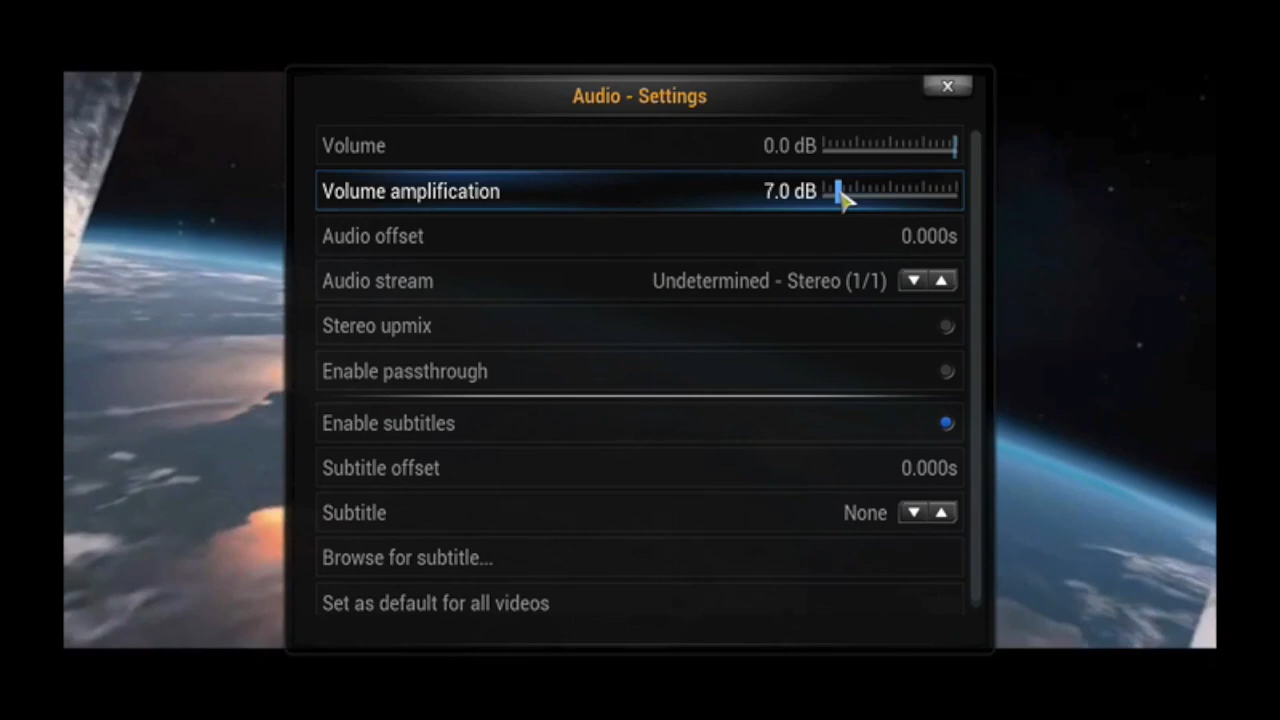 Audio - Settings
Volume 0.0 dB
Volume amplification 7.0 dB
Audio offset 0.000s
Audio stream Undetermined - Stereo (1/1)
Stereo upmix
Enable passthrough
Enable subtitles
Subtitle offset 0.000s
Subtitle None
Browse for subtitle...
Set as default for all videos